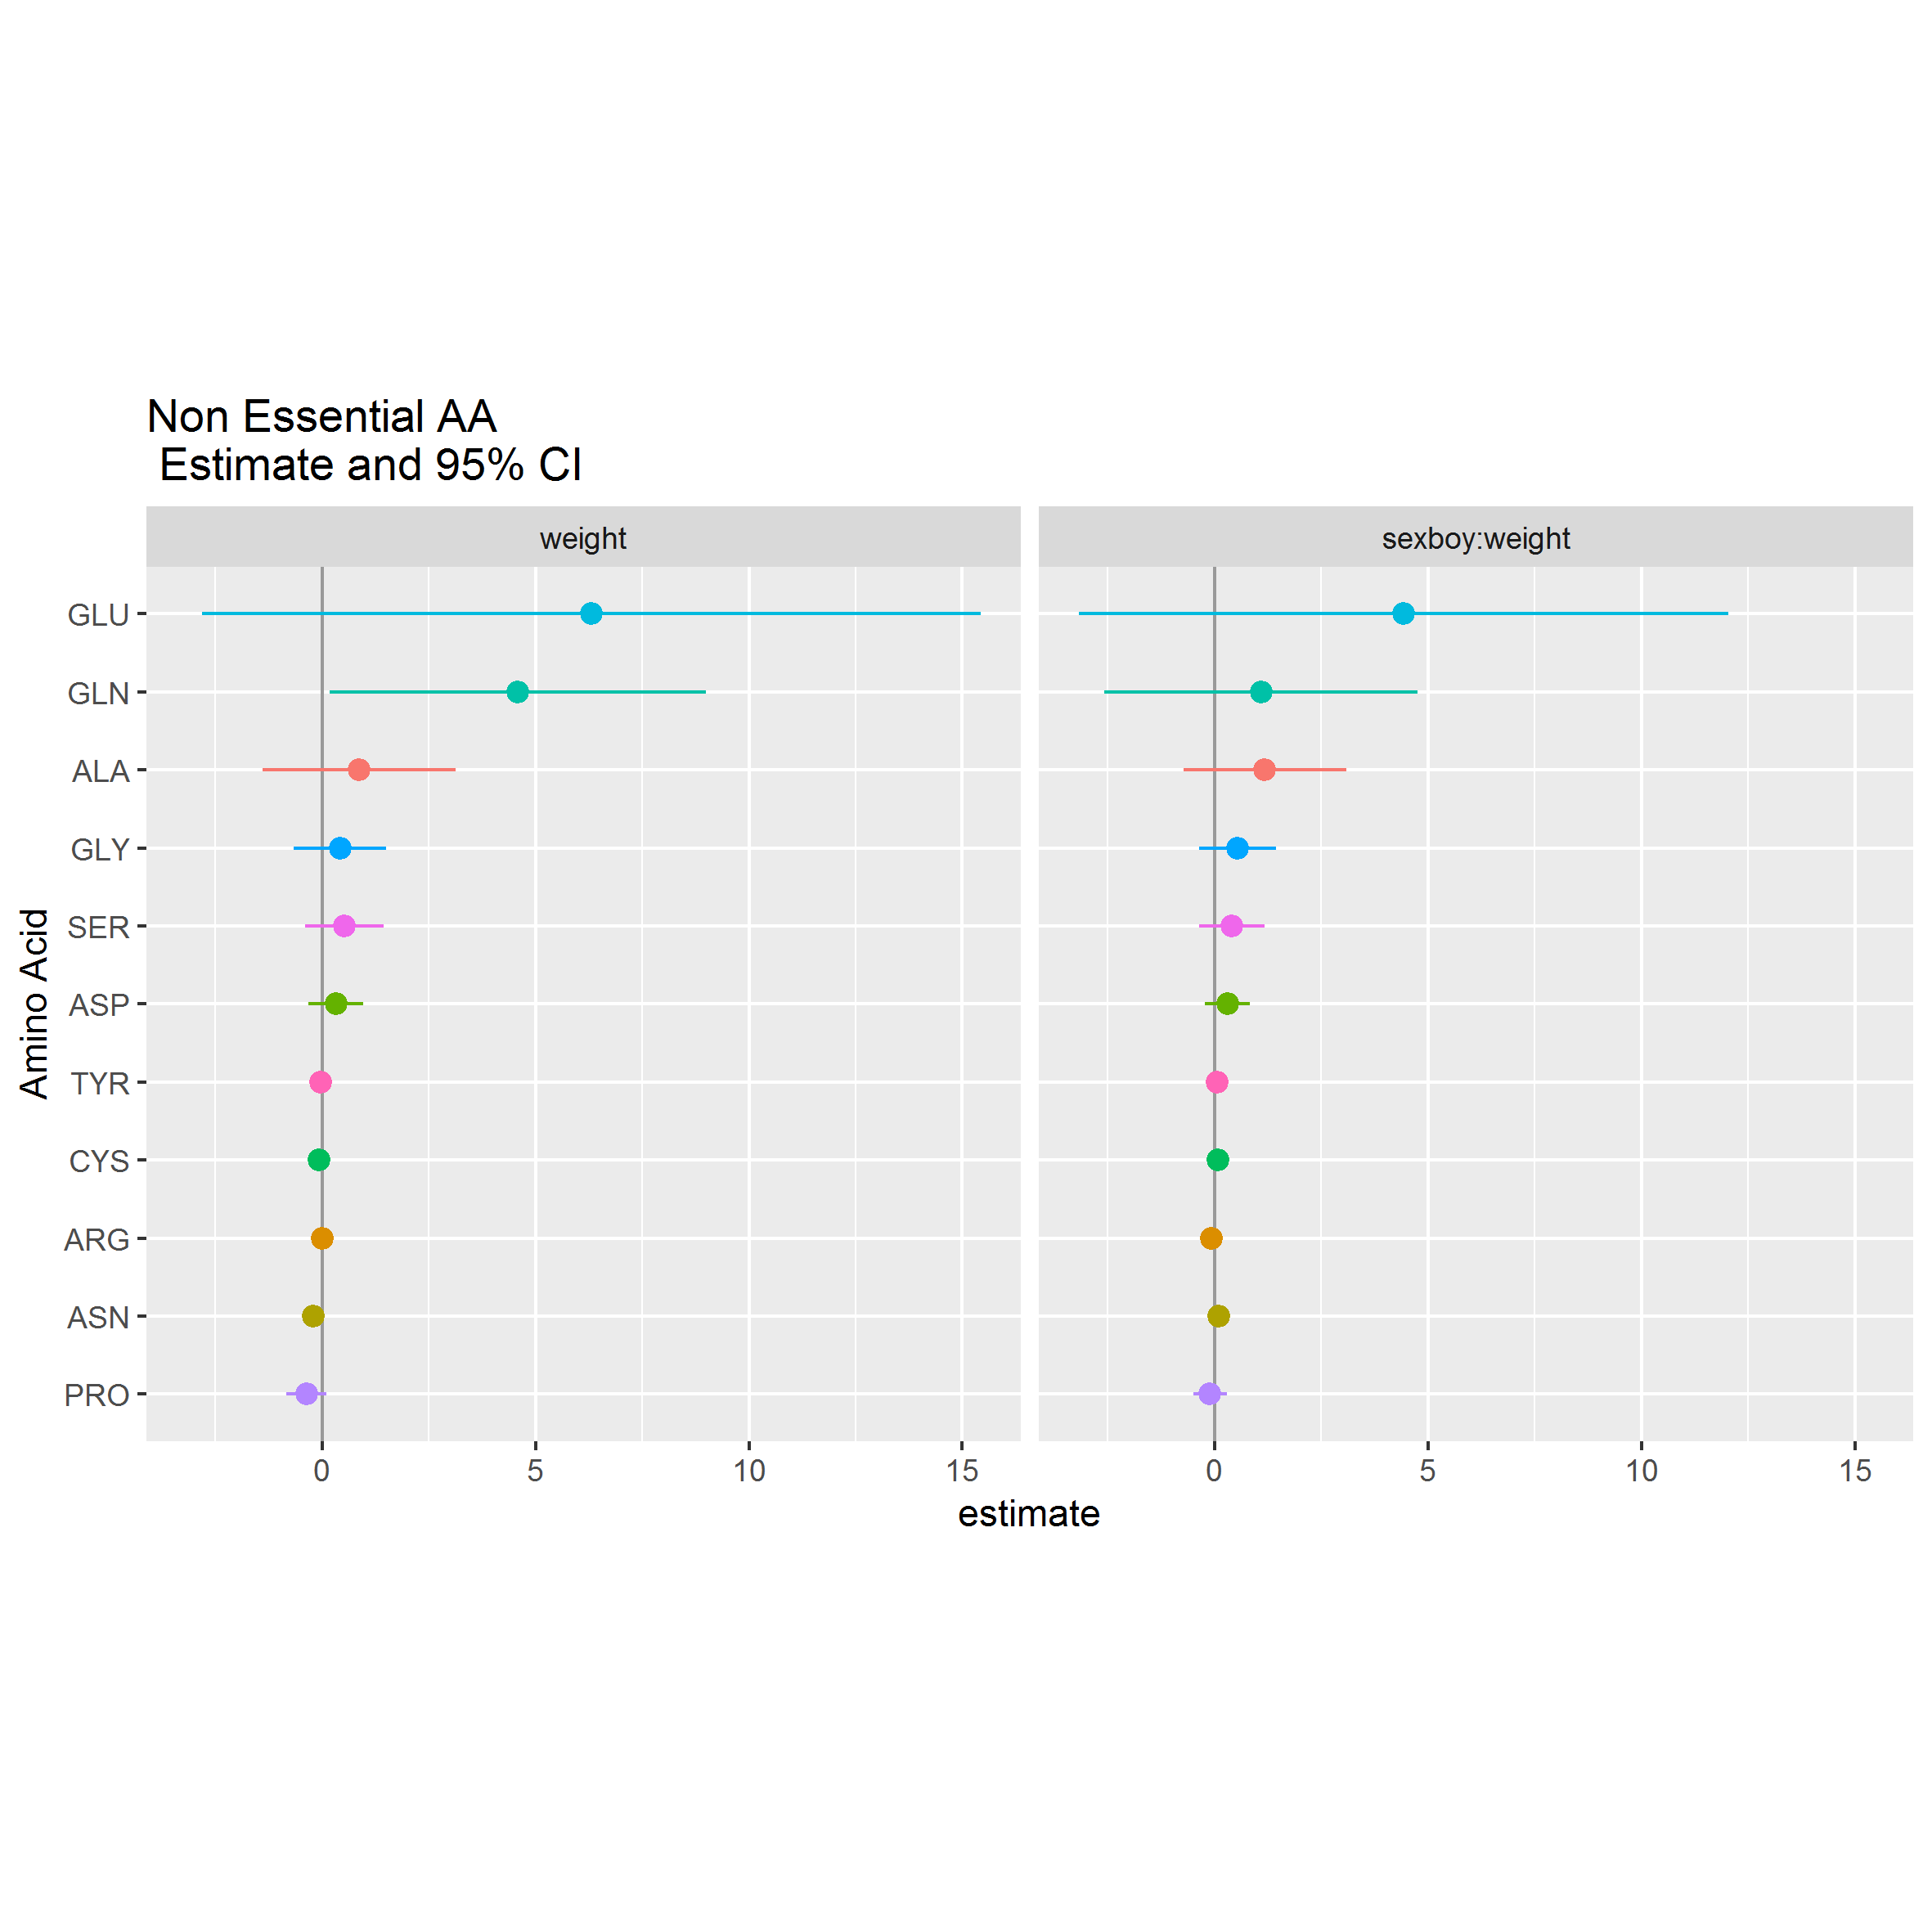 Non Essential AA
Estimate and 95% CI
weight
sexboy:weight
Amino Acid
GLU
GLN
ALA
GLY
SER
ASP
TYR
CYS
ARG
ASN
PRO
0 5 10 15
0 5 10 15
estimate